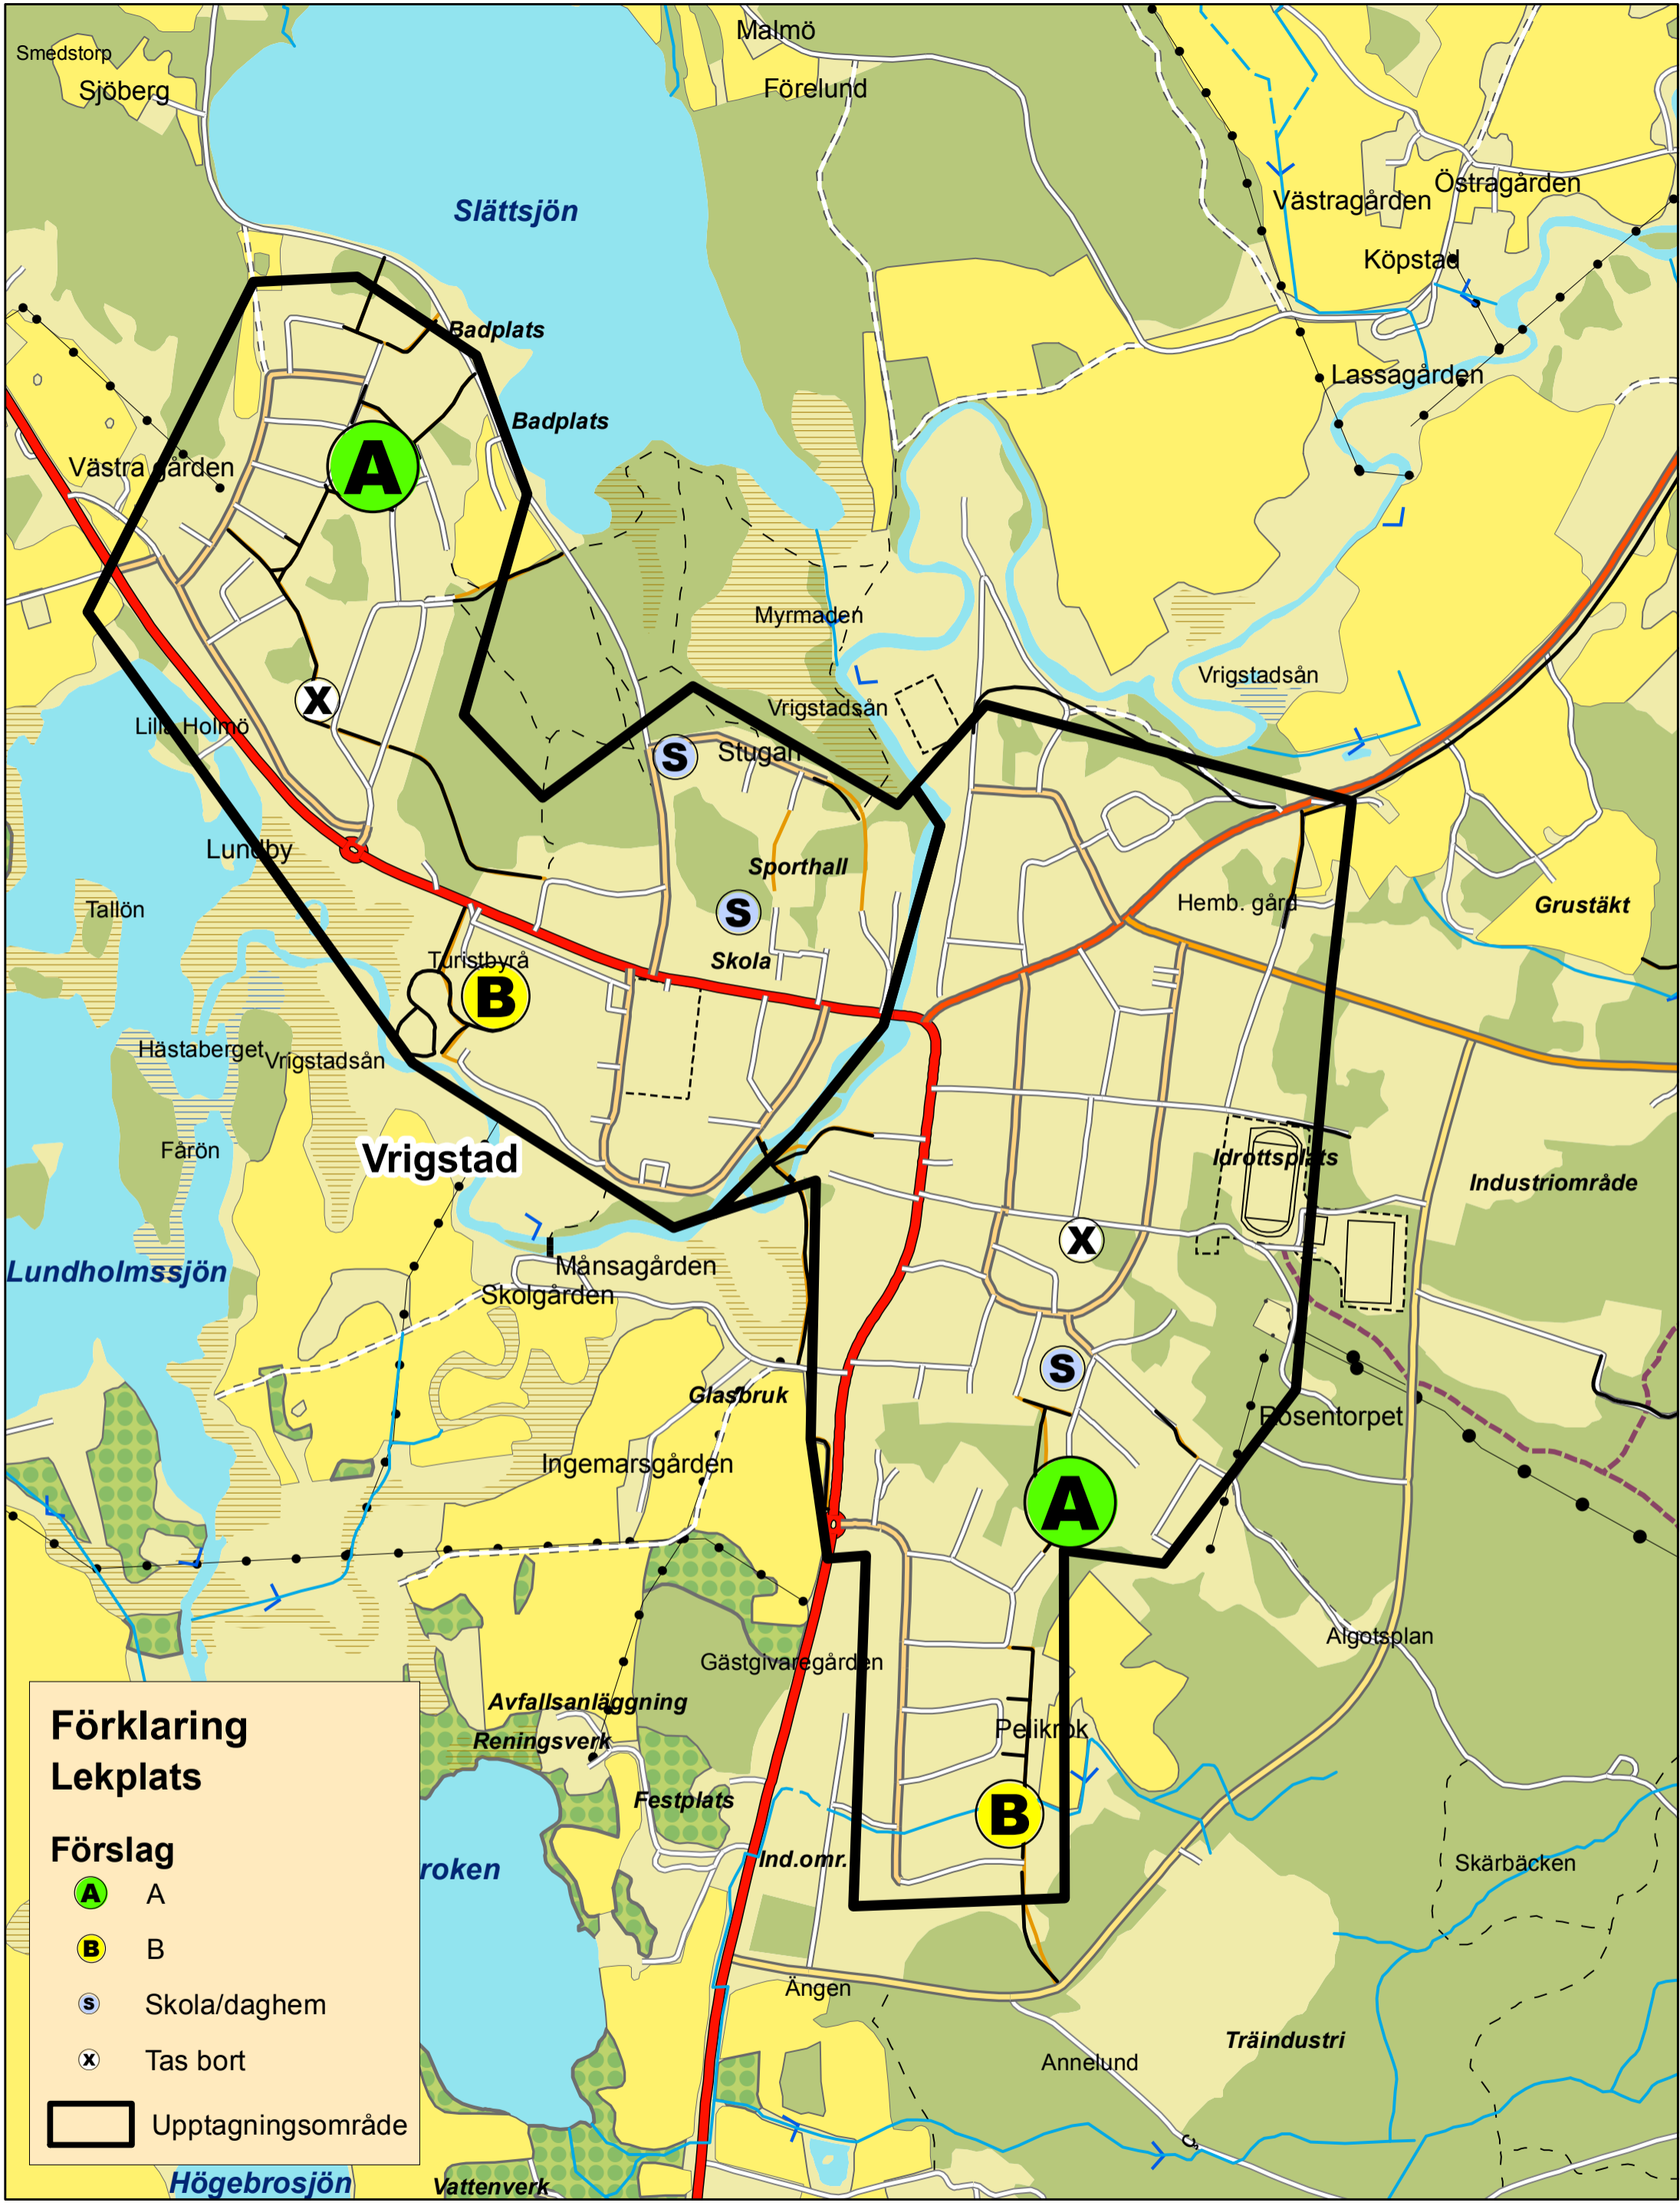 Malmö
Smedstorp
Sjöberg
Förelund
Slättsjön
Västragården
Östragården
Köpstad
Badplats
Lassagården
Badplats
Västra gården
A
Myrmaden
Vrigstadsån
X
Vrigstadsån
Lilla Holmö
S
Stugan
Lundby
Sporthall
Tallön
S
Hemb. gård
Grustäkt
Turistbyrå
Skola
B
Hästaberget
Vrigstadsån
Fårön
Vrigstad
Idrottsplats
Industriområde
X
Lundholmssjön
Månsagården
Skolgården
S
Glasbruk
Rosentorpet
Ingemarsgården
A
Algotsplan
Gästgivaregården
Avfallsanläggning
Pelikrok
Reningsverk
Festplats
B
Ind.omr.
roken
Skärbäcken
Ängen
Träindustri
Annelund
Förklaring
Lekplats
Förslag
A A
B B
S Skola/daghem
X Tas bort
Upptagningsområde
Högebrosjön
Vattenverk